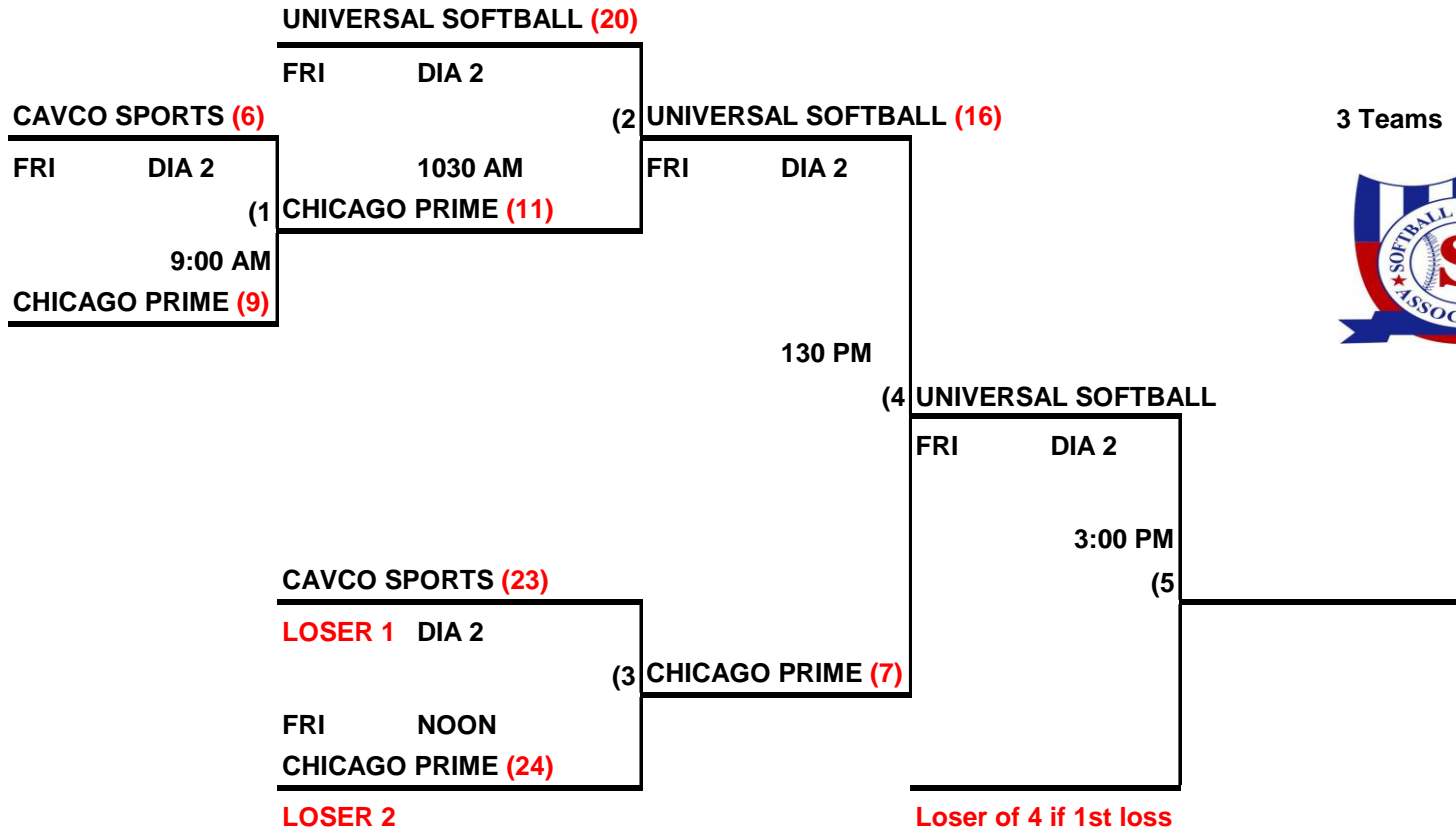 UNIVERSAL SOFTBALL (20)
FRI DIA 2
CAVCO SPORTS (6)
(2 UNIVERSAL SOFTBALL (16)
3 Teams
FRI DIA 2
1030 AM
FRI DIA 2
(1 CHICAGO PRIME (11)
9:00 AM
CHICAGO PRIME (9)
SOFTBALL
130 PM
(4 UNIVERSAL SOFTBALL
FRI DIA 2
3:00 PM
CAVCO SPORTS (23)
(5
LOSER 1 DIA 2
(3 CHICAGO PRIME (7)
FRI NOON
CHICAGO PRIME (24)
LOSER 2
Loser of 4 if 1st loss